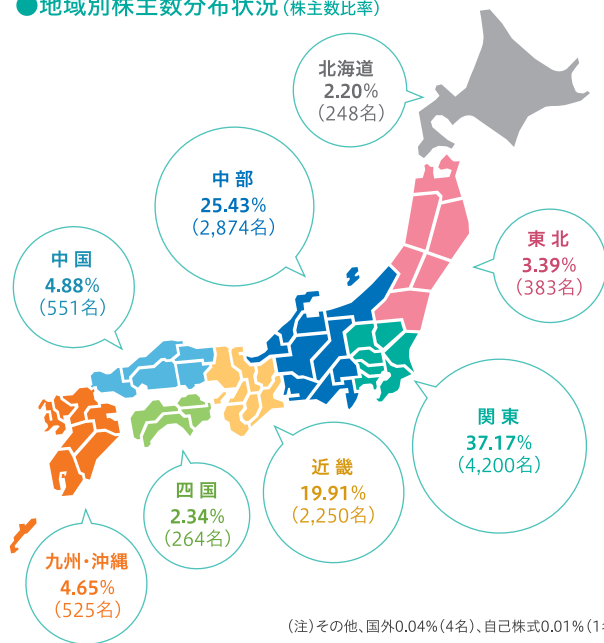 ●地域別株主数分布状況（株主数比率）
北海道
2.20%
（248名）
中部
25.43%
（2,874名）
東北
3.39%
（383名）
中国
4.88%
（551名）
関東
37.17%
（4,200名）
近畿
19.91%
（2,250名）
四国
2.34%
（264名）
九州・沖縄
4.65%
（525名）
（注）その他、国外0.04%（4名）、自己株式0.01%（1